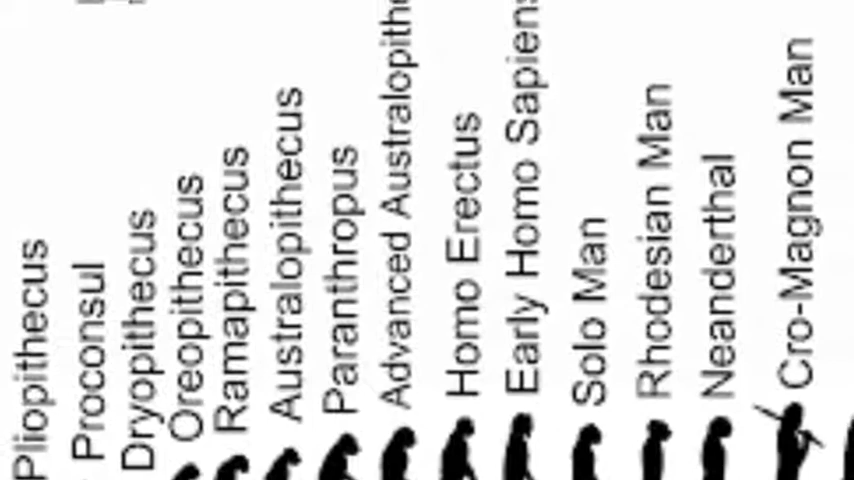 Pliopithecus
Proconsul
Dryopithecus
Oreopithecus
Ramapithecus
Australopithecus
Paranthropus
Advanced Australopithe
Homo Erectus
Early Homo Sapiens
Solo Man
Rhodesian Man
Neanderthal
Cro-Magnon Man